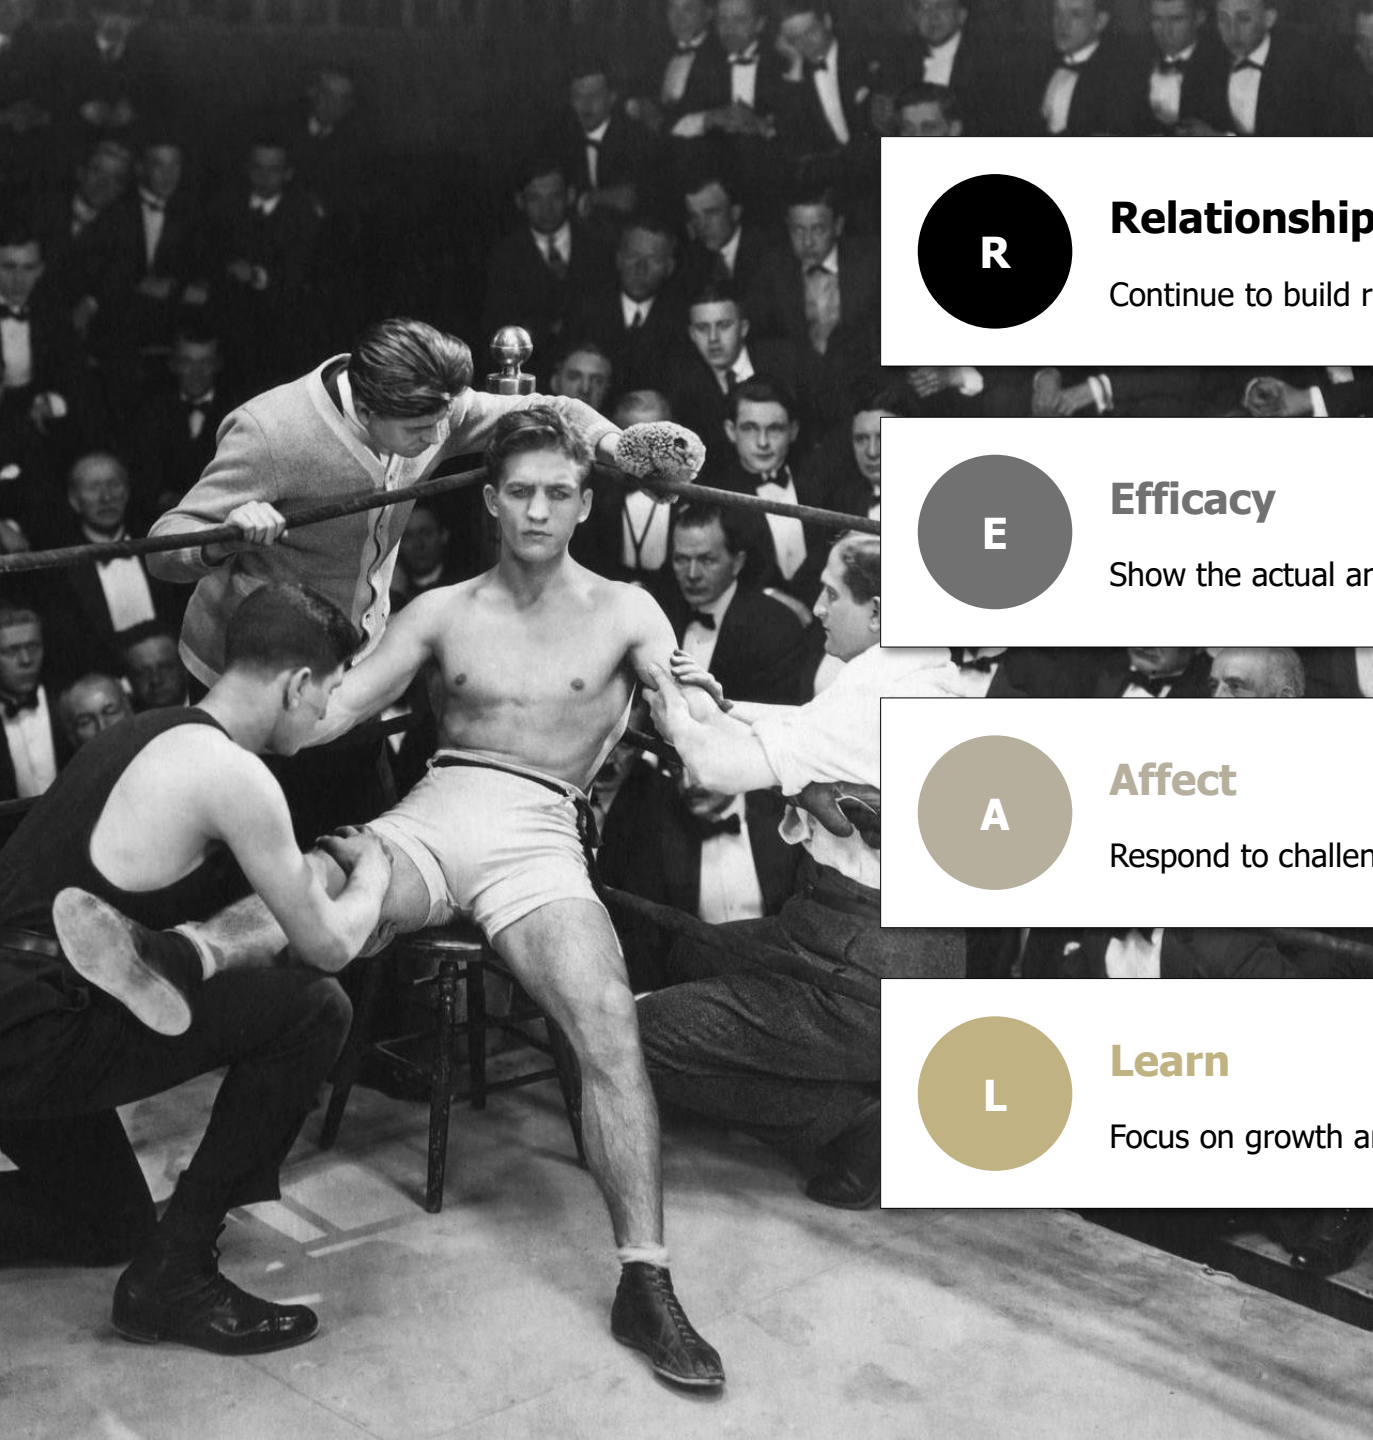 R
Relationship
Continue to build
E
Efficacy
Show the actual
A
Affect
Respond to
L
Learn
Focus on growth